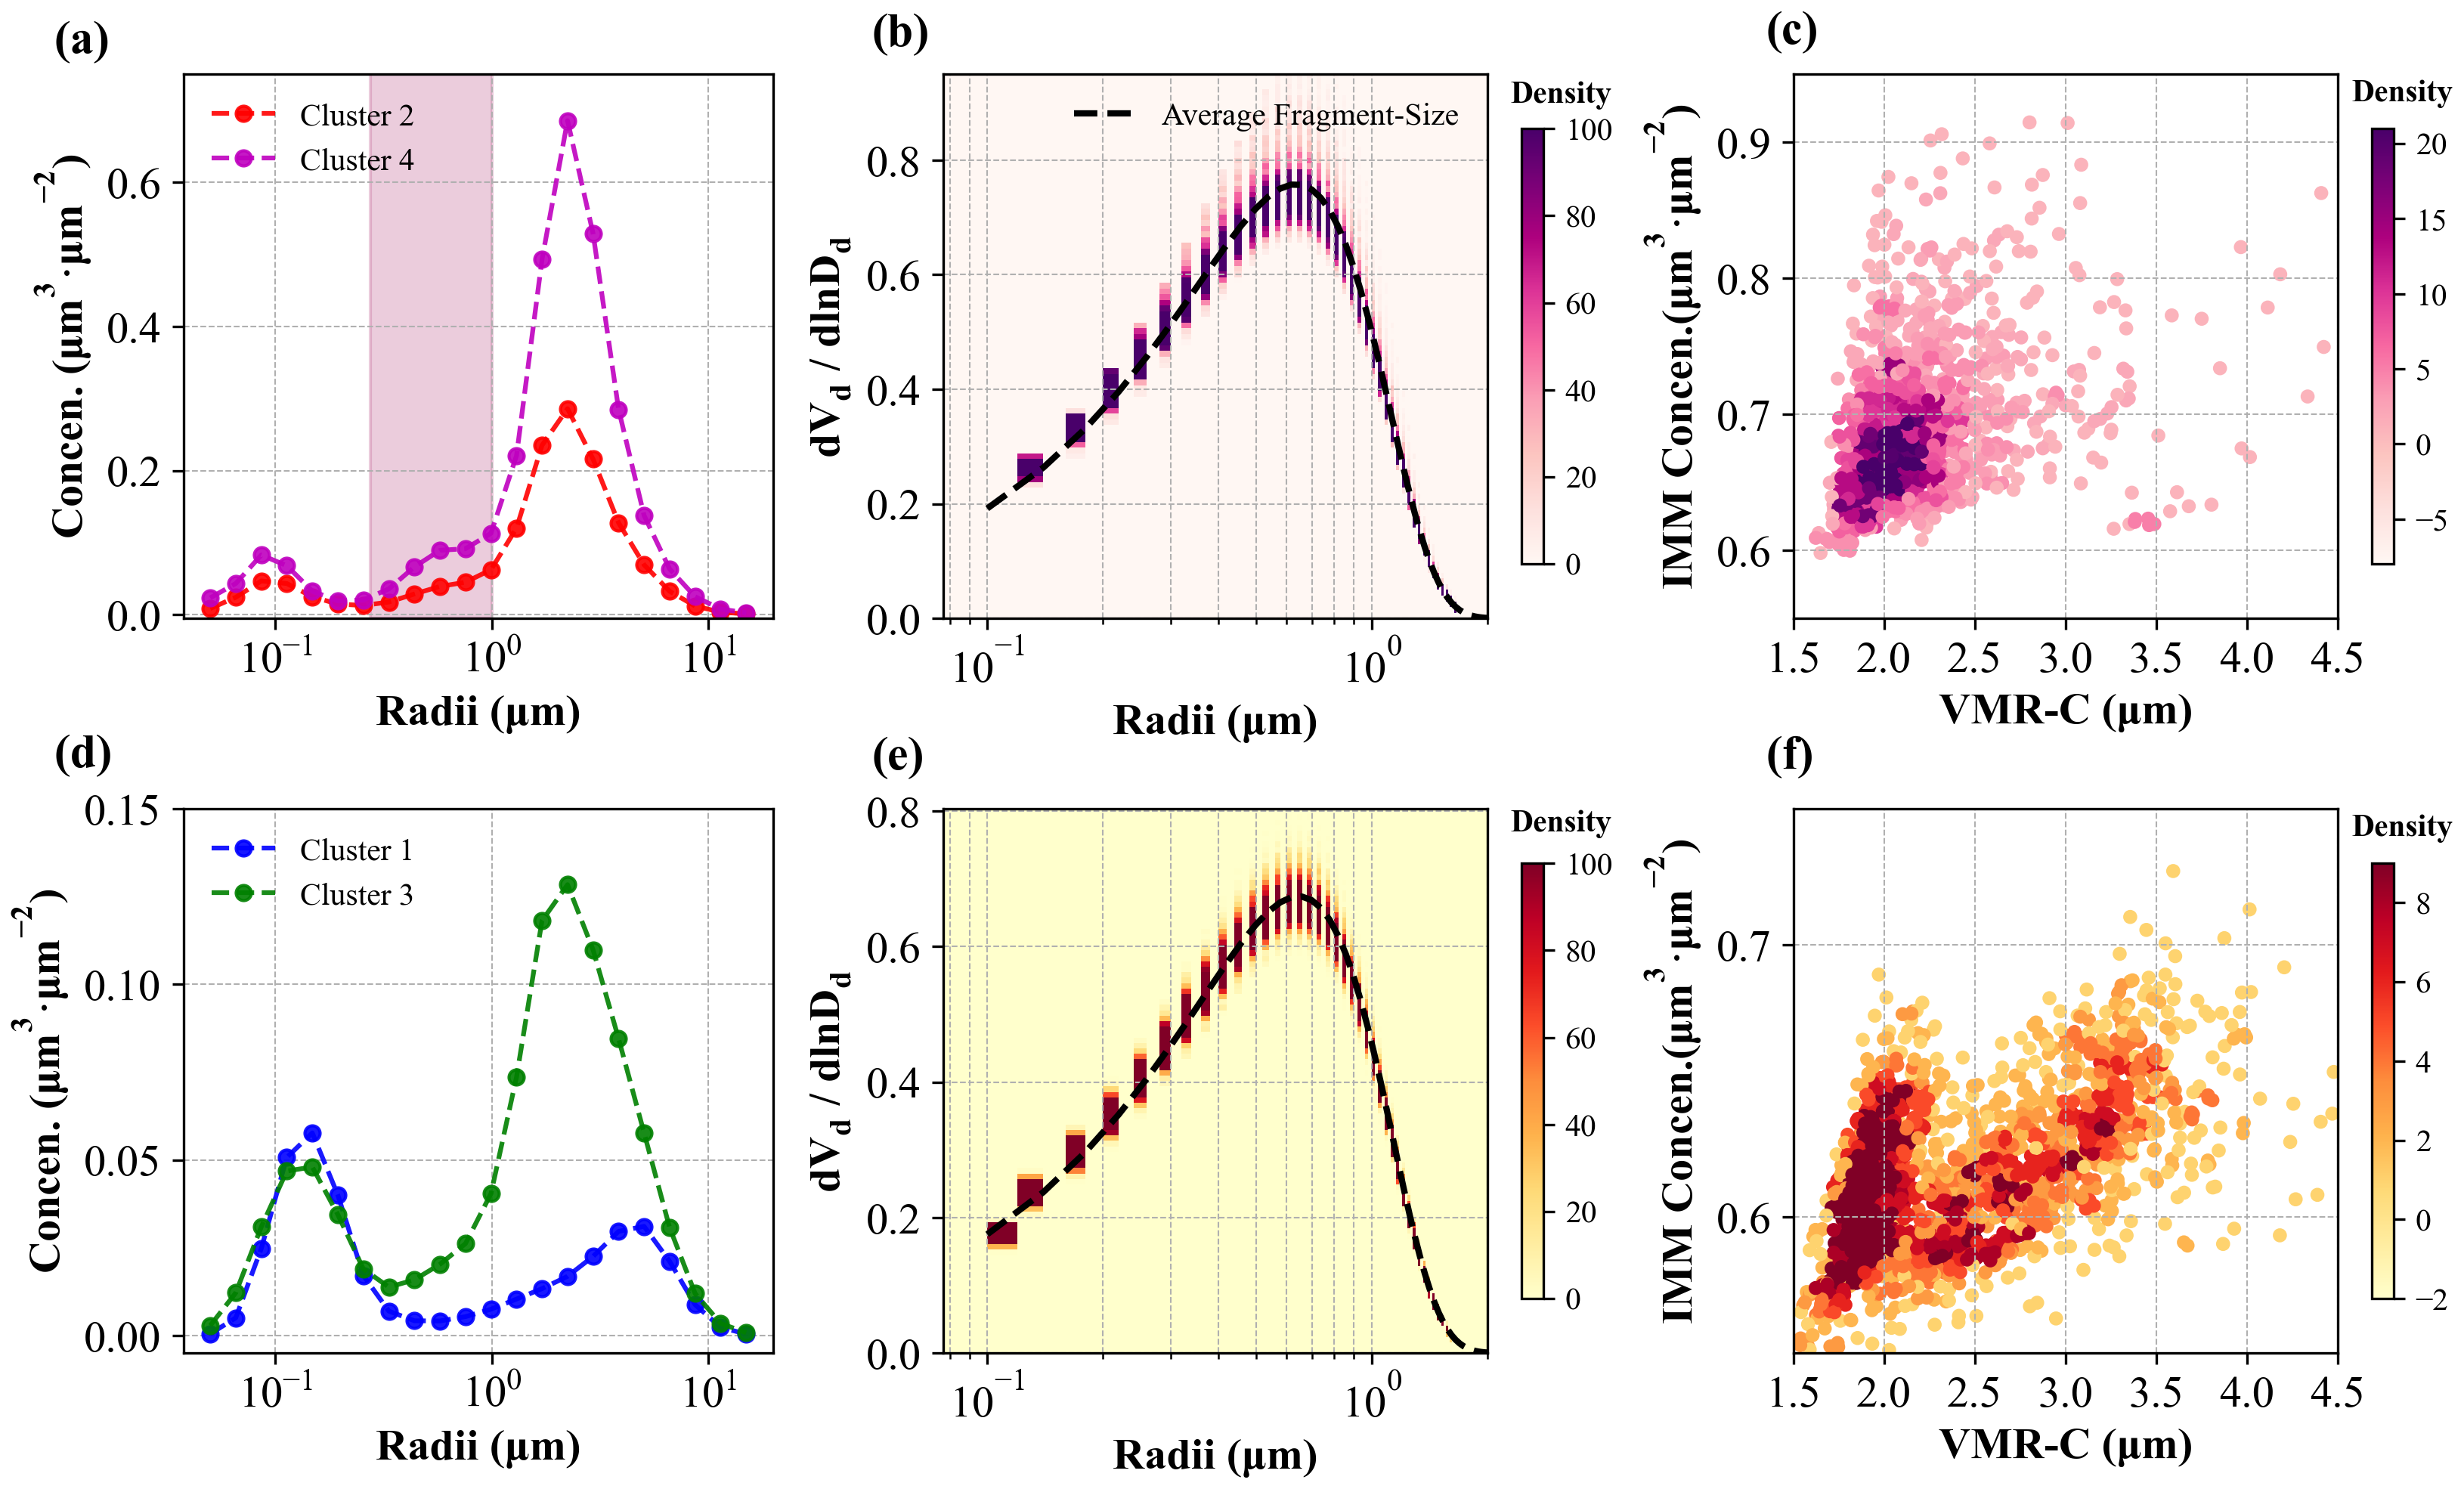 (a)
Concen. (μm³·μm⁻²)
0.6
0.4
0.2
0.0
Cluster 2
Cluster 4
10⁻¹ 10⁰ 10¹
Radii (μm)
(b)
dV_d / dlnD_d
0.8
0.6
0.4
0.2
0.0
Average Fragment-Size
10⁻¹ 10⁰
Radii (μm)
Density
100
80
60
40
20
0
(c)
IMM Concen.(μm³·μm⁻²)
0.9
0.8
0.7
0.6
1.5 2.0 2.5 3.0 3.5 4.0 4.5
VMR-C (μm)
Density
20
15
10
5
0
−5
(d)
Concen. (μm³·μm⁻²)
0.15
0.10
0.05
0.00
Cluster 1
Cluster 3
10⁻¹ 10⁰ 10¹
Radii (μm)
(e)
dV_d / dlnD_d
0.8
0.6
0.4
0.2
0.0
10⁻¹ 10⁰
Radii (μm)
Density
100
80
60
40
20
0
(f)
IMM Concen.(μm³·μm⁻²)
0.7
0.6
1.5 2.0 2.5 3.0 3.5 4.0 4.5
VMR-C (μm)
Density
8
6
4
2
0
−2